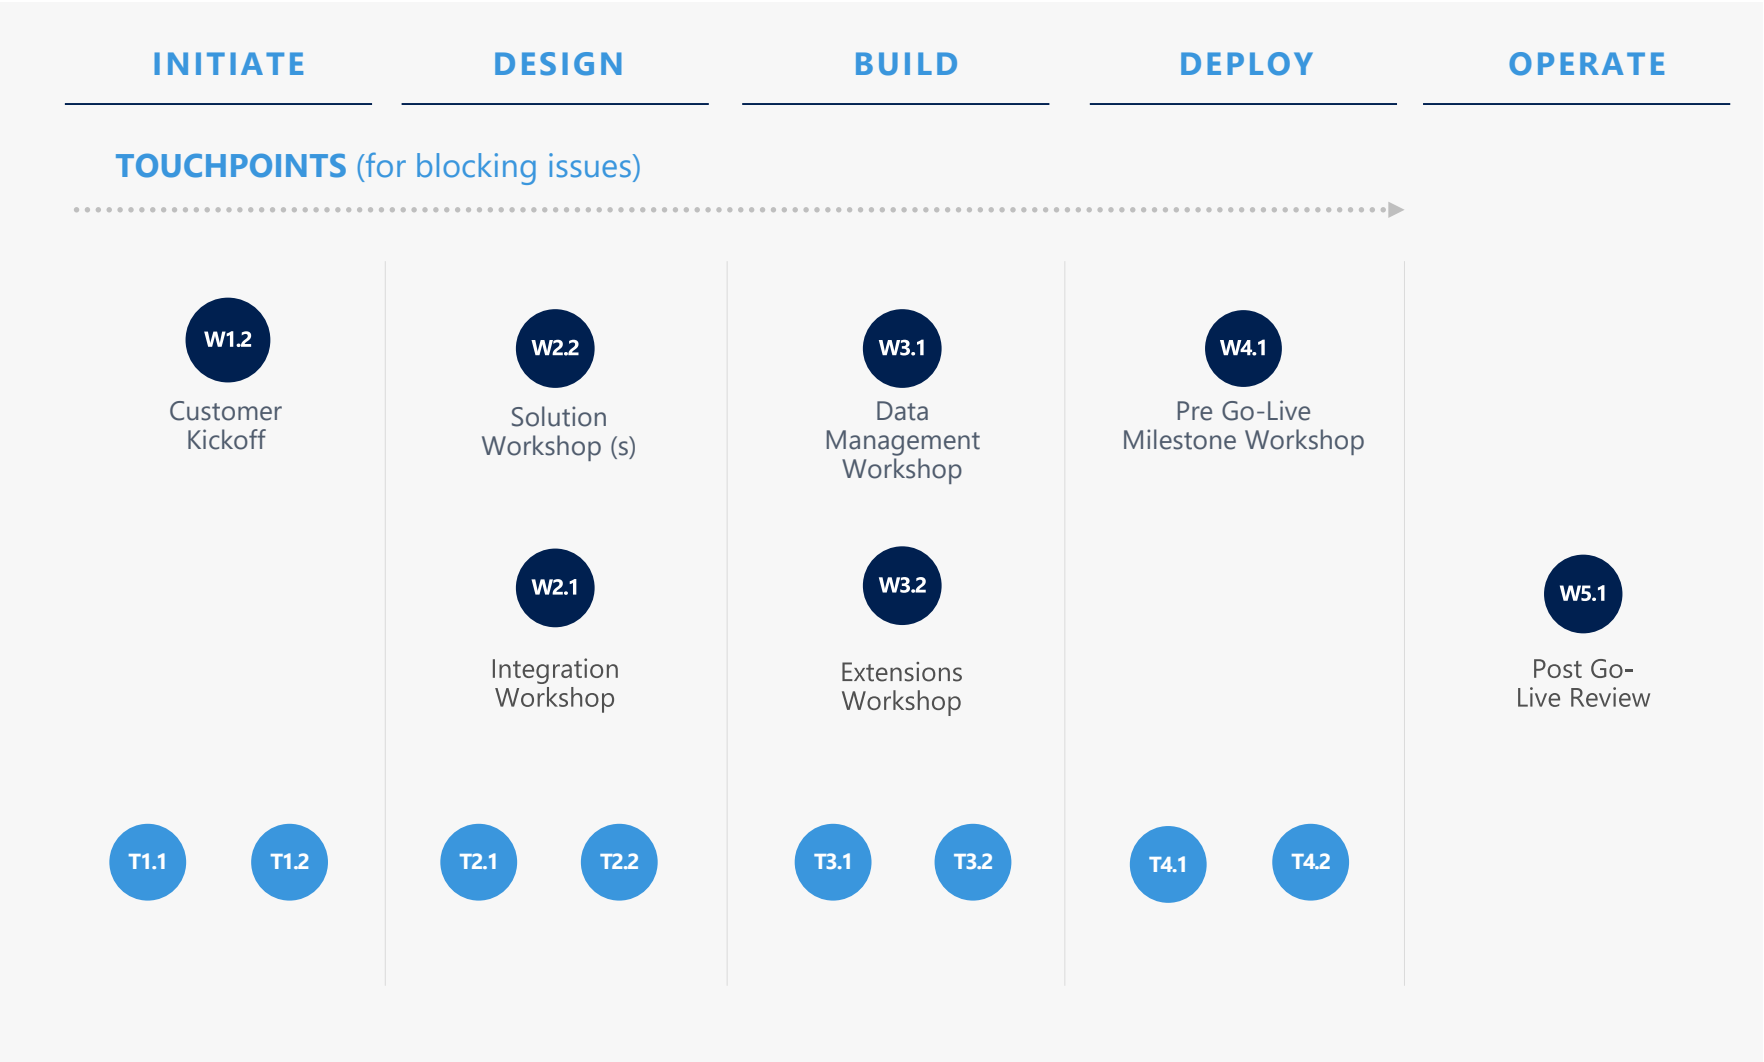 INITIATE
DESIGN
BUILD
DEPLOY
OPERATE
TOUCHPOINTS (for blocking issues)
W1.2
Customer
Kickoff
W2.2
Solution
Workshop (s)
W3.1
Data
Management
Workshop
W4.1
Pre Go-Live
Milestone Workshop
W2.1
Integration
Workshop
W3.2
Extensions
Workshop
W5.1
Post Go-
Live Review
T1.1
T1.2
T2.1
T2.2
T3.1
T3.2
T4.1
T4.2